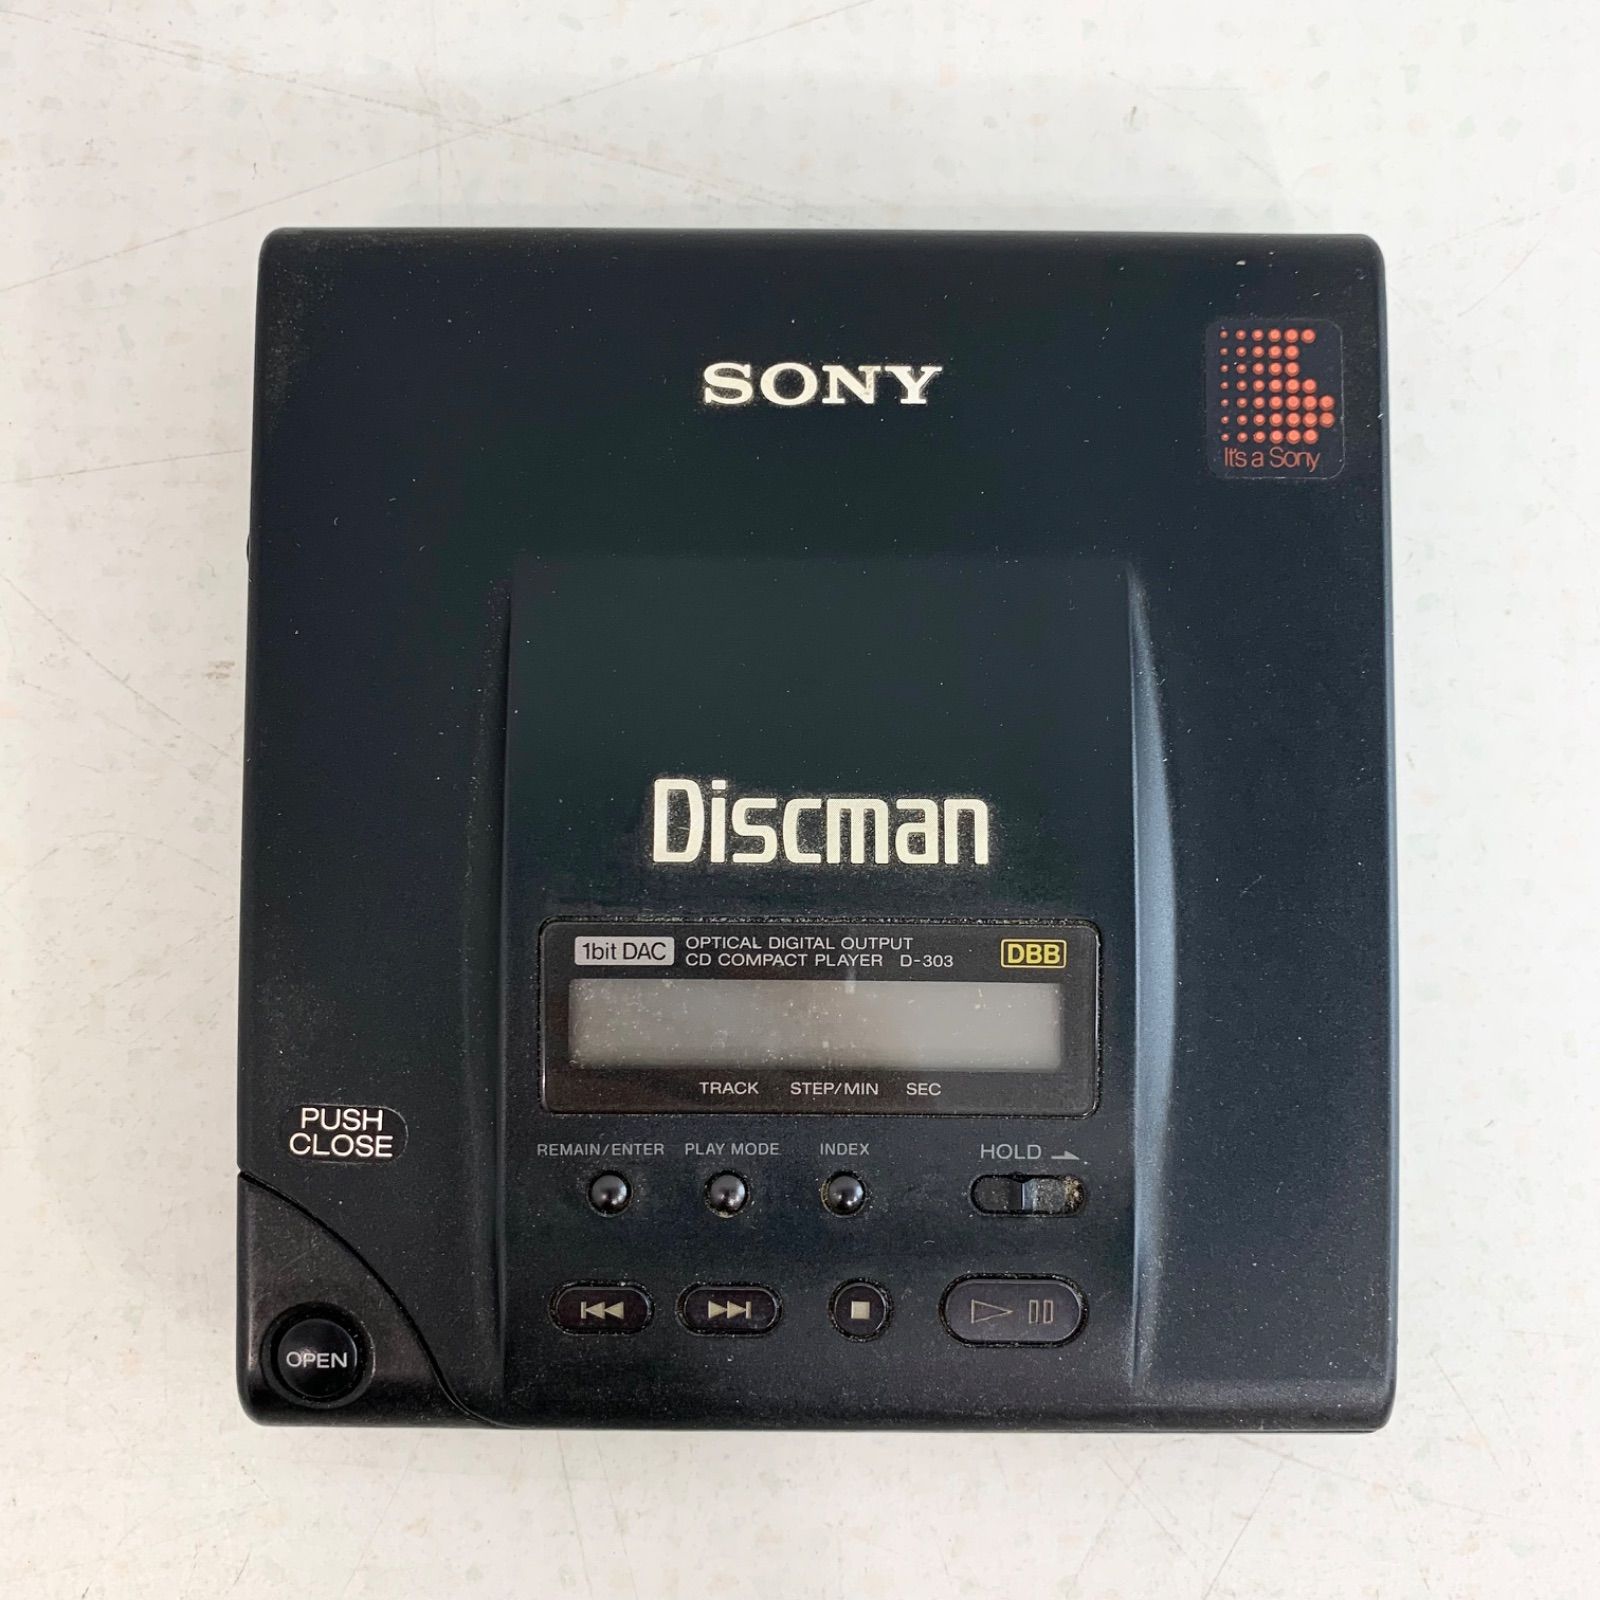 SONY
It's a Sony
Discman
1bit DAC OPTICAL DIGITAL OUTPUT
CD COMPACT PLAYER D-303
DBB
TRACK STEP/MIN SEC
PUSH
CLOSE
REMAIN/ENTER PLAY MODE INDEX HOLD
OPEN